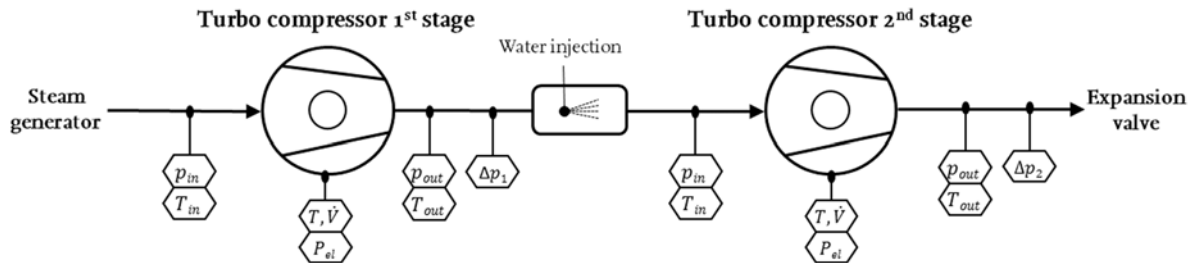 Turbo compressor 1st stage
Turbo compressor 2nd stage
Water injection
Steam
generator
Expansion
valve
p_in
T_in
T, V̇
P_el
p_out
T_out
Δp_1
p_in
T_in
T, V̇
P_el
p_out
T_out
Δp_2